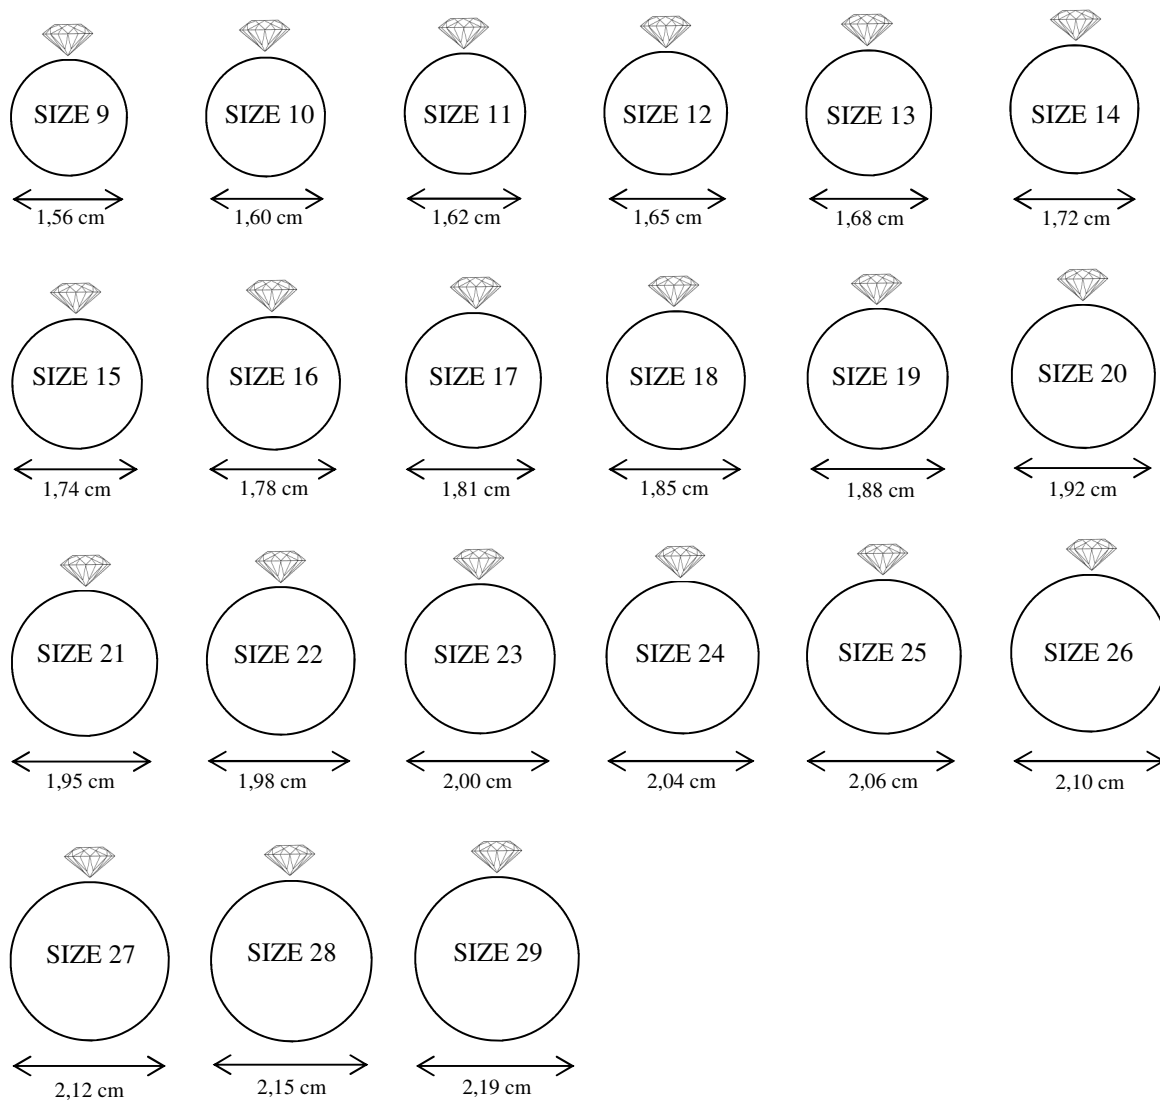 SIZE 9 SIZE 10 SIZE 11 SIZE 12 SIZE 13 SIZE 14
1,56 cm 1,60 cm 1,62 cm 1,65 cm 1,68 cm 1,72 cm
SIZE 15 SIZE 16 SIZE 17 SIZE 18 SIZE 19 SIZE 20
1,74 cm 1,78 cm 1,81 cm 1,85 cm 1,88 cm 1,92 cm
SIZE 21 SIZE 22 SIZE 23 SIZE 24 SIZE 25 SIZE 26
1,95 cm 1,98 cm 2,00 cm 2,04 cm 2,06 cm 2,10 cm
SIZE 27 SIZE 28 SIZE 29
2,12 cm 2,15 cm 2,19 cm